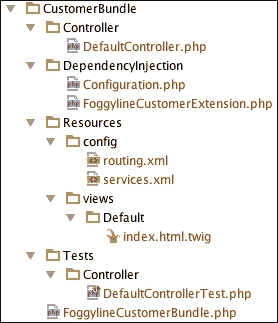 CustomerBundle
Controller
DefaultController.php
DependencyInjection
Configuration.php
FoggylineCustomerExtension.php
Resources
config
routing.xml
services.xml
views
Default
index.html.twig
Tests
Controller
DefaultControllerTest.php
FoggylineCustomerBundle.php